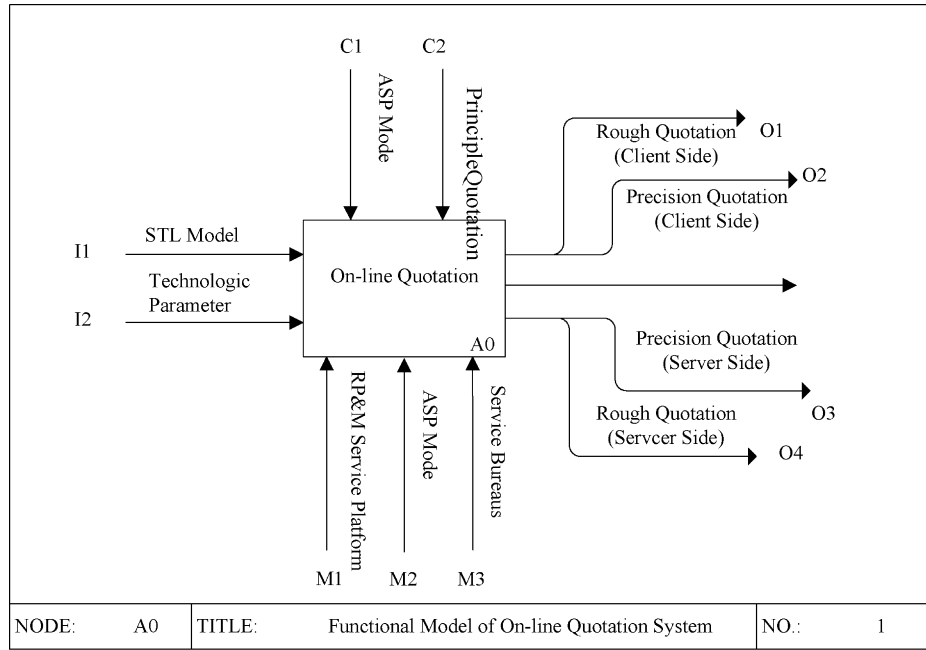 C1
C2
ASP Mode
PrincipleQuotation
Rough Quotation
(Client Side)
O1
Precision Quotation
(Client Side)
O2
I1
STL Model
Technologic
Parameter
I2
On-line Quotation
A0
Precision Quotation
(Server Side)
O3
Rough Quotation
(Servcer Side)
O4
RP&M Service Platform
ASP Mode
Service Bureaus
M1
M2
M3
NODE: A0 TITLE: Functional Model of On-line Quotation System NO.: 1